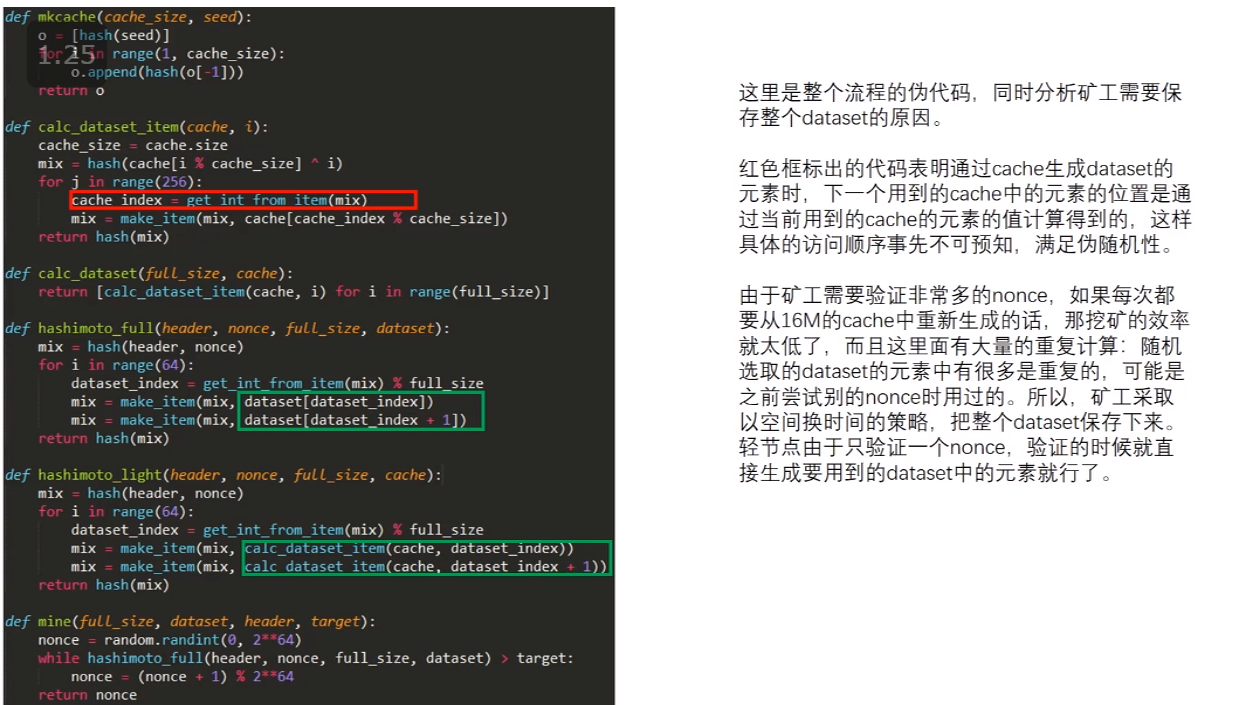 def mkcache(cache_size, seed):
    o = [hash(seed)]
    for i in range(1, cache_size):
        o.append(hash(o[-1]))
    return o
1.25
def calc_dataset_item(cache, i):
    cache_size = cache.size
    mix = hash(cache[i % cache_size] ^ i)
    for j in range(256):
        cache_index = get_int_from_item(mix)
        mix = make_item(mix, cache[cache_index % cache_size])
    return hash(mix)
def calc_dataset(full_size, cache):
    return [calc_dataset_item(cache, i) for i in range(full_size)]
def hashimoto_full(header, nonce, full_size, dataset):
    mix = hash(header, nonce)
    for i in range(64):
        dataset_index = get_int_from_item(mix) % full_size
        mix = make_item(mix, dataset[dataset_index])
        mix = make_item(mix, dataset[dataset_index + 1])
    return hash(mix)
def hashimoto_light(header, nonce, full_size, cache):
    mix = hash(header, nonce)
    for i in range(64):
        dataset_index = get_int_from_item(mix) % full_size
        mix = make_item(mix, calc_dataset_item(cache, dataset_index))
        mix = make_item(mix, calc_dataset_item(cache, dataset_index + 1))
    return hash(mix)
def mine(full_size, dataset, header, target):
    nonce = random.randint(0, 2**64)
    while hashimoto_full(header, nonce, full_size, dataset) > target:
        nonce = (nonce + 1) % 2**64
    return nonce
这里是整个流程的伪代码，同时分析矿工需要保
存整个dataset的原因。
红色框标出的代码表明通过cache生成dataset的
元素时，下一个用到的cache中的元素的位置是通
过当前用到的cache的元素的值计算得到的，这样
具体的访问顺序事先不可预知，满足伪随机性。
由于矿工需要验证非常多的nonce，如果每次都
要从16M的cache中重新生成的话，那挖矿的效率
就太低了，而且这里面有大量的重复计算：随机
选取的dataset的元素中有很多是重复的，可能是
之前尝试别的nonce时用过的。所以，矿工采取
以空间换时间的策略，把整个dataset保存下来。
轻节点由于只验证一个nonce，验证的时候就直
接生成要用到的dataset中的元素就行了。